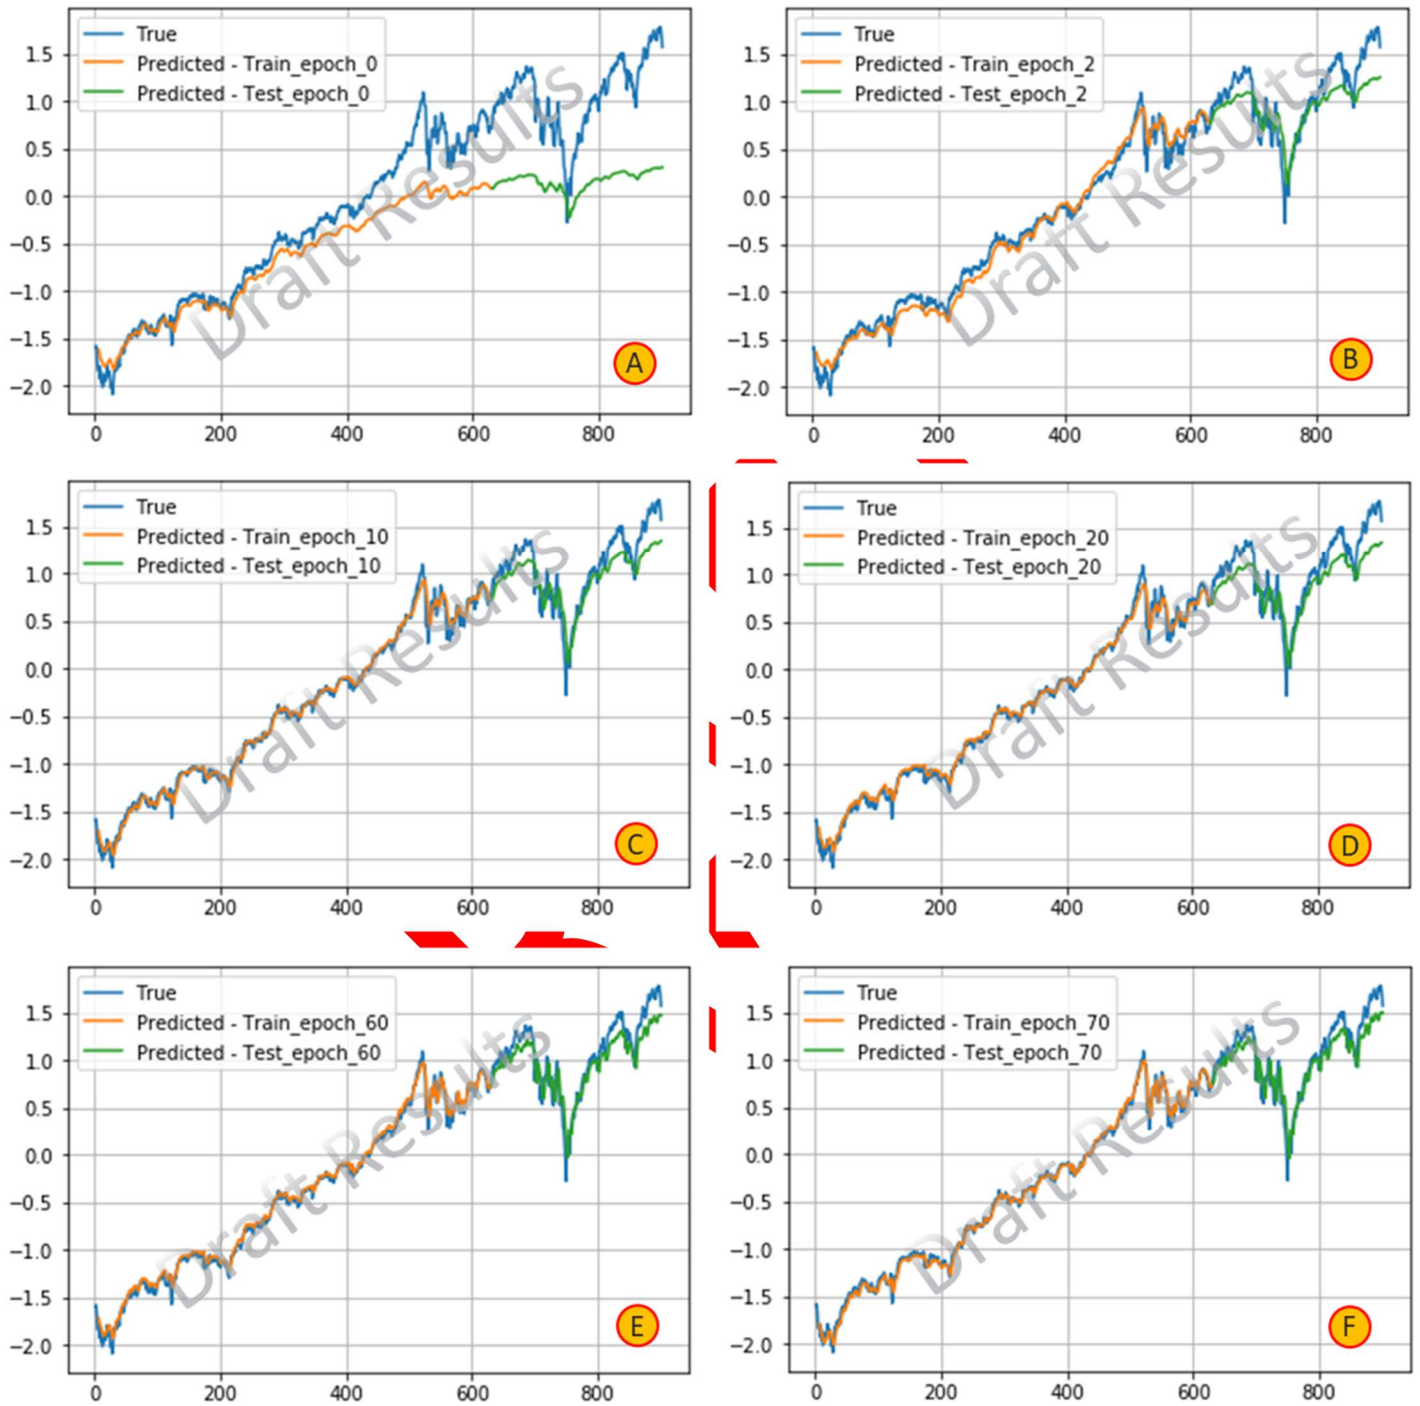 True
Predicted - Train_epoch_0
Predicted - Test_epoch_0
1.5
1.0
0.5
0.0
−0.5
−1.0
−1.5
−2.0
0 200 400 600 800
Draft Results
A
True
Predicted - Train_epoch_2
Predicted - Test_epoch_2
1.5
1.0
0.5
0.0
−0.5
−1.0
−1.5
−2.0
0 200 400 600 800
Draft Results
B
True
Predicted - Train_epoch_10
Predicted - Test_epoch_10
1.5
1.0
0.5
0.0
−0.5
−1.0
−1.5
−2.0
0 200 400 600 800
Draft Results
C
True
Predicted - Train_epoch_20
Predicted - Test_epoch_20
1.5
1.0
0.5
0.0
−0.5
−1.0
−1.5
−2.0
0 200 400 600 800
Draft Results
D
True
Predicted - Train_epoch_60
Predicted - Test_epoch_60
1.5
1.0
0.5
0.0
−0.5
−1.0
−1.5
−2.0
0 200 400 600 800
Draft Results
E
True
Predicted - Train_epoch_70
Predicted - Test_epoch_70
1.5
1.0
0.5
0.0
−0.5
−1.0
−1.5
−2.0
0 200 400 600 800
Draft Results
F